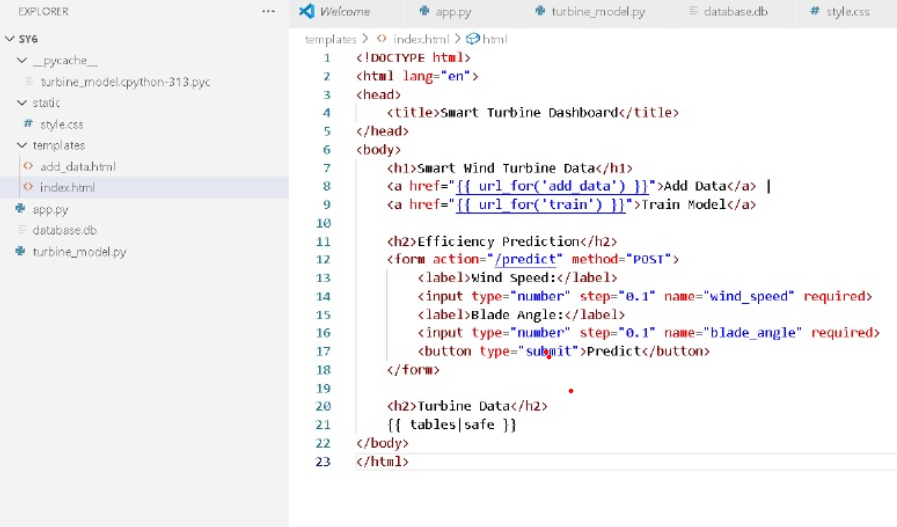 EXPLORER ···
SY6
__pycache__
turbine_model.cpython-313.pyc
static
# style.css
templates
<> add_data.html
<> index.html
app.py
database.db
turbine_model.py
Welcome app.py turbine_model.py database.db # style.css
templates > <> index.html > html
1 <!DOCTYPE html>
2 <html lang="en">
3 <head>
4 <title>Smart Turbine Dashboard</title>
5 </head>
6 <body>
7 <h1>Smart Wind Turbine Data</h1>
8 <a href="{{ url_for('add_data') }}">Add Data</a> |
9 <a href="{{ url_for('train') }}">Train Model</a>
10
11 <h2>Efficiency Prediction</h2>
12 <form action="/predict" method="POST">
13 <label>Wind Speed:</label>
14 <input type="number" step="0.1" name="wind_speed" required>
15 <label>Blade Angle:</label>
16 <input type="number" step="0.1" name="blade_angle" required>
17 <button type="submit">Predict</button>
18 </form>
19
20 <h2>Turbine Data</h2>
21 {{ tables|safe }}
22 </body>
23 </html>